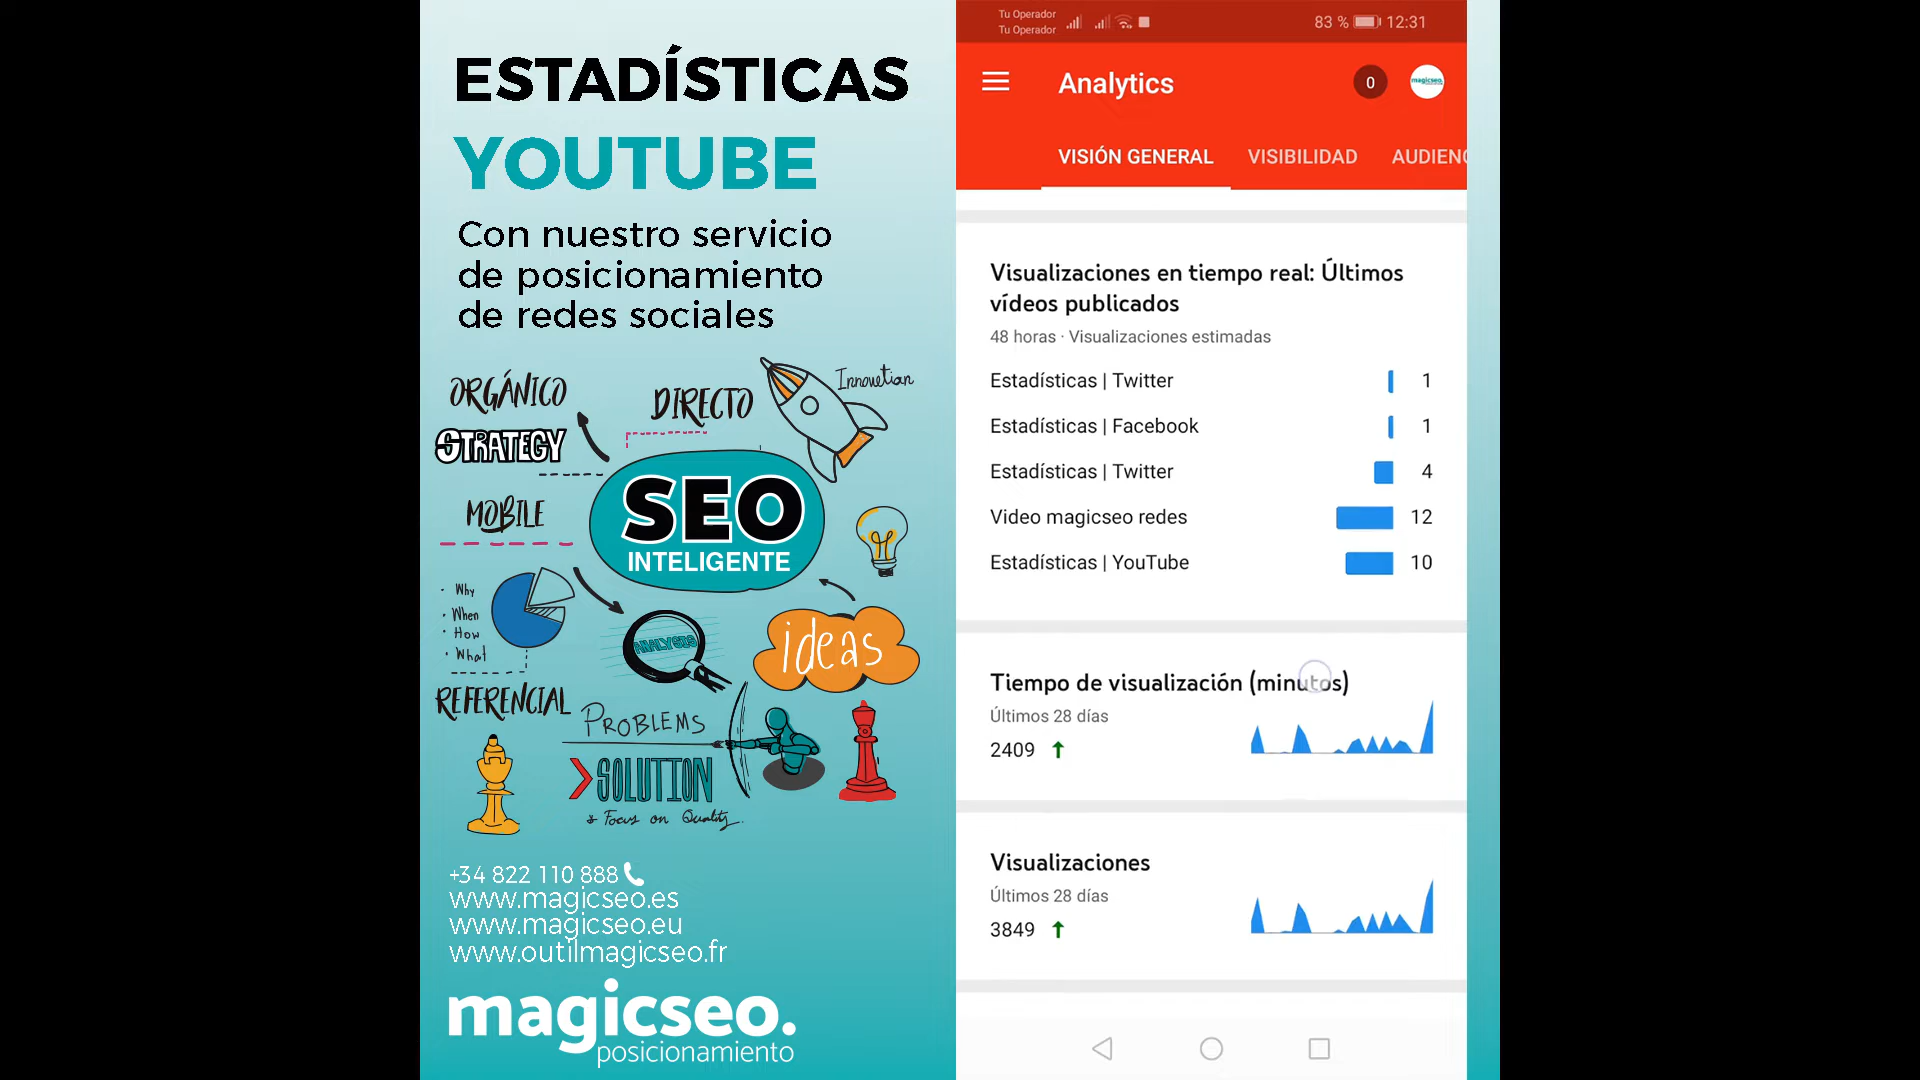 ESTADÍSTICAS
YOUTUBE
Con nuestro servicio
de posicionamiento
de redes sociales
ORGÁNICO
STRATEGY
DIRECTO
Innovetian
MOBILE
SEO
INTELIGENTE
· Why
· When
· How
· What
ANALYSIS
ideas
REFERENCIAL
PROBLEMS
SOLUTION
Focus on Quality
+34 822 110 888
www.magicseo.es
www.magicseo.eu
www.outilmagicseo.fr
magicseo.
posicionamiento
Tu Operador
Tu Operador
83 % 12:31
Analytics
0
magicseo.
VISIÓN GENERAL VISIBILIDAD AUDIENC
Visualizaciones en tiempo real: Últimos
vídeos publicados
48 horas · Visualizaciones estimadas
Estadísticas | Twitter 1
Estadísticas | Facebook 1
Estadísticas | Twitter 4
Video magicseo redes 12
Estadísticas | YouTube 10
Tiempo de visualización (minutos)
Últimos 28 días
2409
Visualizaciones
Últimos 28 días
3849